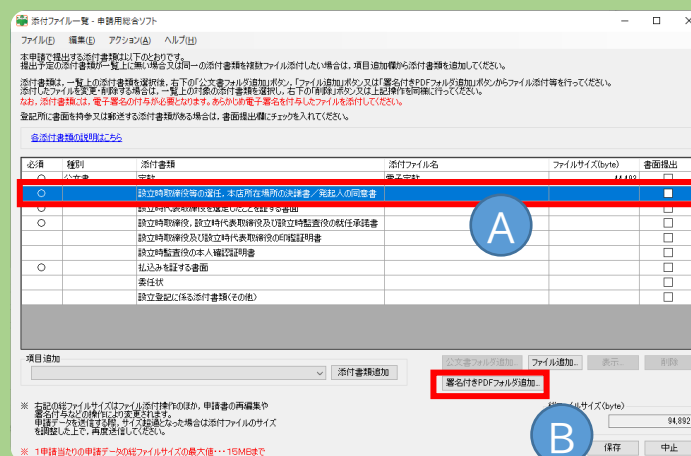 添付ファイル一覧 - 申請用総合ソフト
ファイル(F) 編集(E) アクション(A) ヘルプ(H)
本申請で提出する添付書類は以下のとおりです。
提出予定の添付書類が一覧上に無い場合又は同一の添付書類を複数ファイル添付したい場合は、項目追加欄から添付書類を追加してください。
添付書類は、一覧上の添付書類を選択後、右下の「公文書フォルダ追加」ボタン、「ファイル追加」ボタン又は「署名付きPDFフォルダ追加」ボタンからファイル添付等を行ってください。
添付したファイルを変更・削除する場合は、一覧上の対象の添付書類を選択し、右下の「削除」ボタン又は上記操作を同様に行ってください。
なお、添付書類には、電子署名の付与が必要となります。あらかじめ電子署名を付与したファイルを添付してください。
登記所に書面を持参又は郵送する添付書類がある場合は、書面提出欄にチェックを入れてください。
各添付書類の説明はこちら
必須 種別 添付書類 添付ファイル名 ファイルサイズ(byte) 書面提出
○ 公文書 定款 電子定款
○ 設立時取締役等の選任、本店所在場所の決議書/発起人の同意書
○ 設立時代表取締役を選定したことを証する書面
○ 設立時取締役、設立時代表取締役及び設立時監査役の就任承諾書
設立時取締役及び設立時代表取締役の印鑑証明書
設立時監査役の本人確認証明書
○ 払込みを証する書面
委任状
設立登記に係る添付書類(その他)
A
項目追加
添付書類追加
公文書フォルダ追加... ファイル追加... 表示... 削除
署名付きPDFフォルダ追加...
※ 右記の総ファイルサイズはファイル添付操作のほか、申請書の再編集や
署名付与などの操作により変更されます。
申請データを送信する際、サイズ超過となった場合は添付ファイルのサイズ
を調整した上で、再度送信してください。
※ 1申請当たりの申請データの総ファイルサイズの最大値・・・15MBまで
ファイルサイズ(byte)
94,892
B
保存 中止